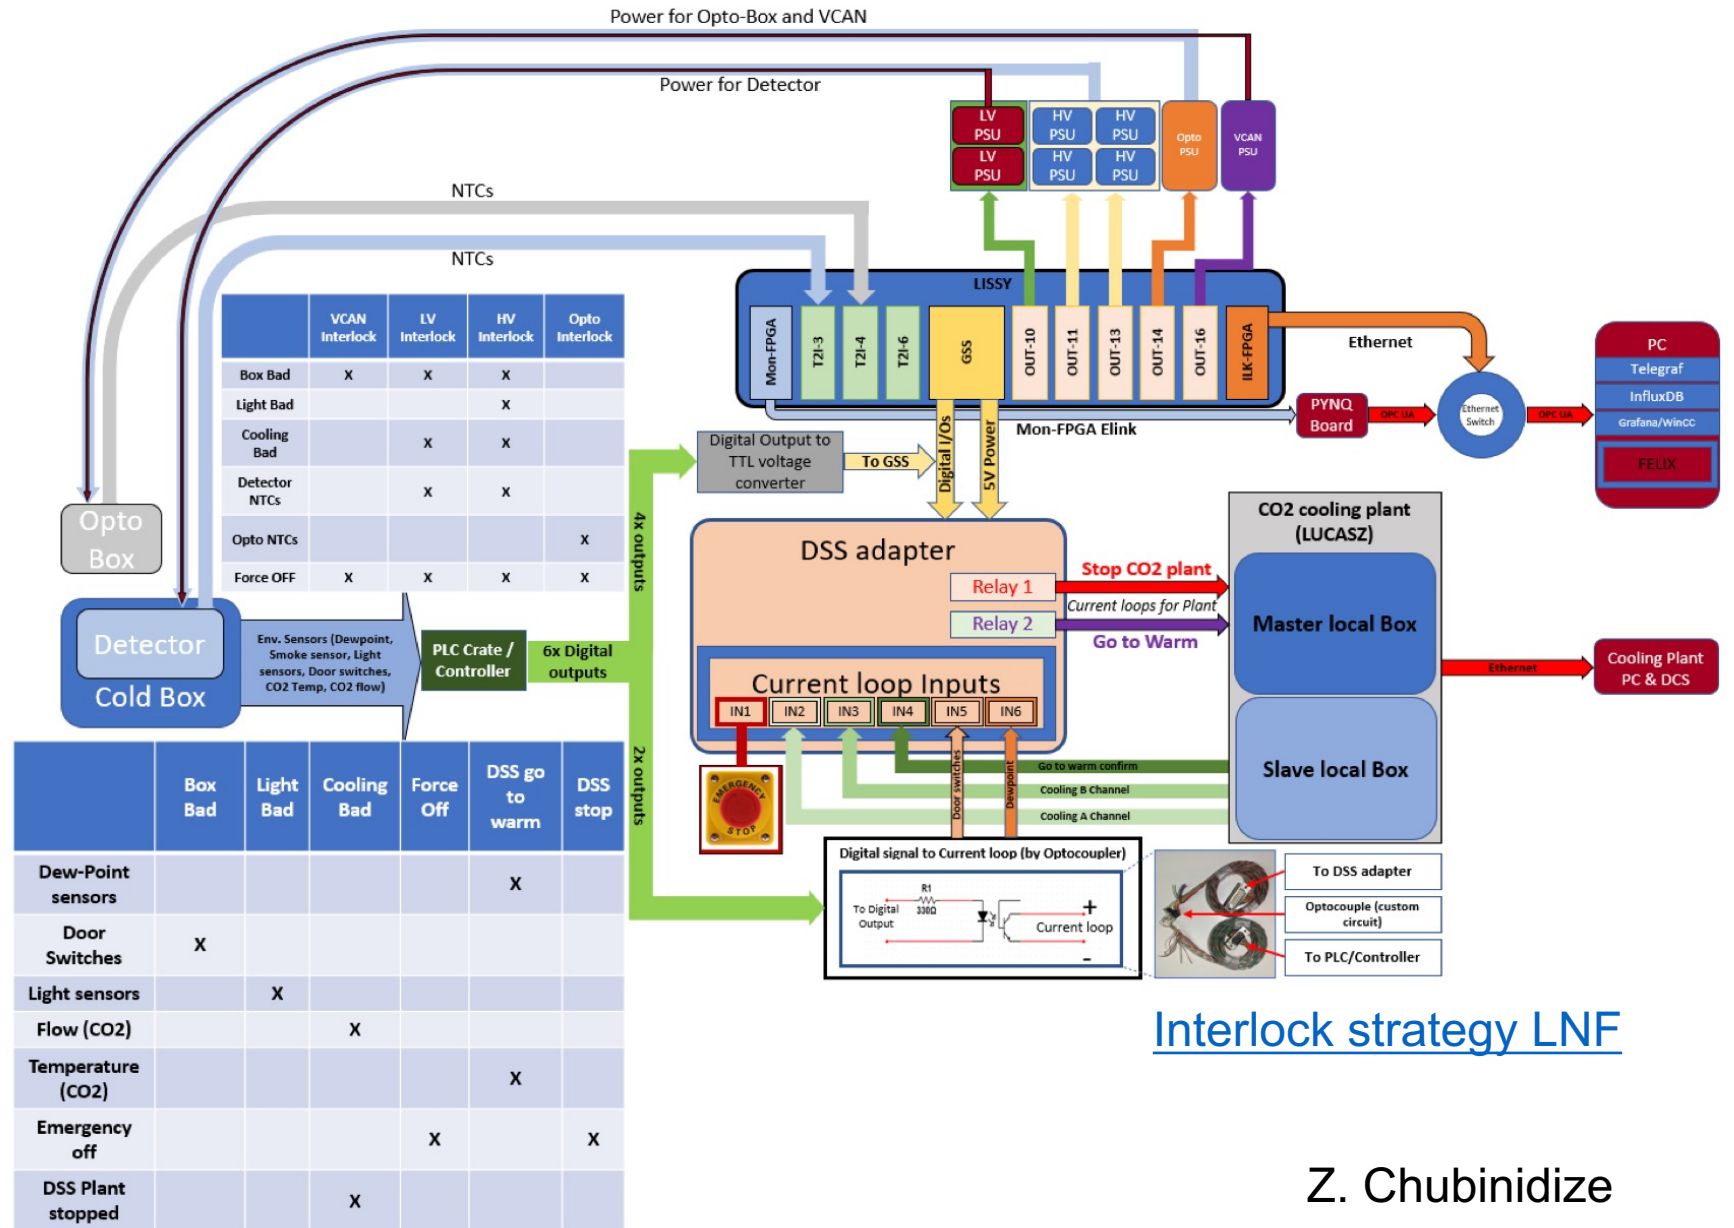 Power for Opto-Box and VCAN
Power for Detector
LV
PSU
LV
PSU
HV
PSU
HV
PSU
HV
PSU
HV
PSU
Opto
PSU
VCAN
PSU
NTCs
NTCs
LISSY
Mon-FPGA
T2I-3
T2I-4
T2I-6
GSS
OUT-10
OUT-11
OUT-13
OUT-14
OUT-16
ILK-FPGA
Ethernet
Mon-FPGA Elink
PYNQ
Board
OPC UA
Ethernet
Switch
OPC UA
PC
Telegraf
InfluxDB
Grafana/WinCC
FELIX
VCAN Interlock LV Interlock HV Interlock Opto Interlock
Box Bad X X X
Light Bad X
Cooling Bad X X
Detector NTCs X X
Opto NTCs X
Force OFF X X X X
Opto
Box
Detector
Cold Box
Env. Sensors (Dewpoint,
Smoke sensor, Light
sensors, Door switches,
CO2 Temp, CO2 flow)
PLC Crate /
Controller
6x Digital
outputs
4x outputs
2x outputs
Digital Output to
TTL voltage
converter
To GSS
Digital I/Os
5V Power
DSS adapter
Relay 1
Relay 2
Stop CO2 plant
Current loops for Plant
Go to Warm
Current loop Inputs
IN1
IN2
IN3
IN4
IN5
IN6
CO2 cooling plant
(LUCASZ)
Master local Box
Slave local Box
Ethernet
Cooling Plant
PC & DCS
Go to warm confirm
Cooling B Channel
Cooling A Channel
Door switches
Dewpoint
EMERGENCY
STOP
Digital signal to Current loop (by Optocoupler)
R1
330Ω
To Digital
Output
+
Current loop
-
To DSS adapter
Optocouple (custom
circuit)
To PLC/Controller
Box Bad Light Bad Cooling Bad Force Off DSS go to warm DSS stop
Dew-Point sensors X
Door Switches X
Light sensors X
Flow (CO2) X
Temperature (CO2) X
Emergency off X X
DSS Plant stopped X
Interlock strategy LNF
Z. Chubinidize